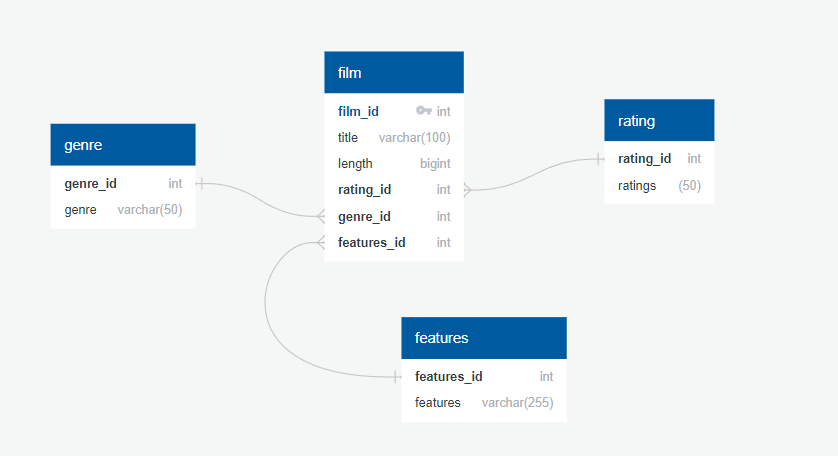 film
film_id int
title varchar(100)
length bigint
rating_id int
genre_id int
features_id int
genre
genre_id int
genre varchar(50)
rating
rating_id int
ratings (50)
features
features_id int
features varchar(255)